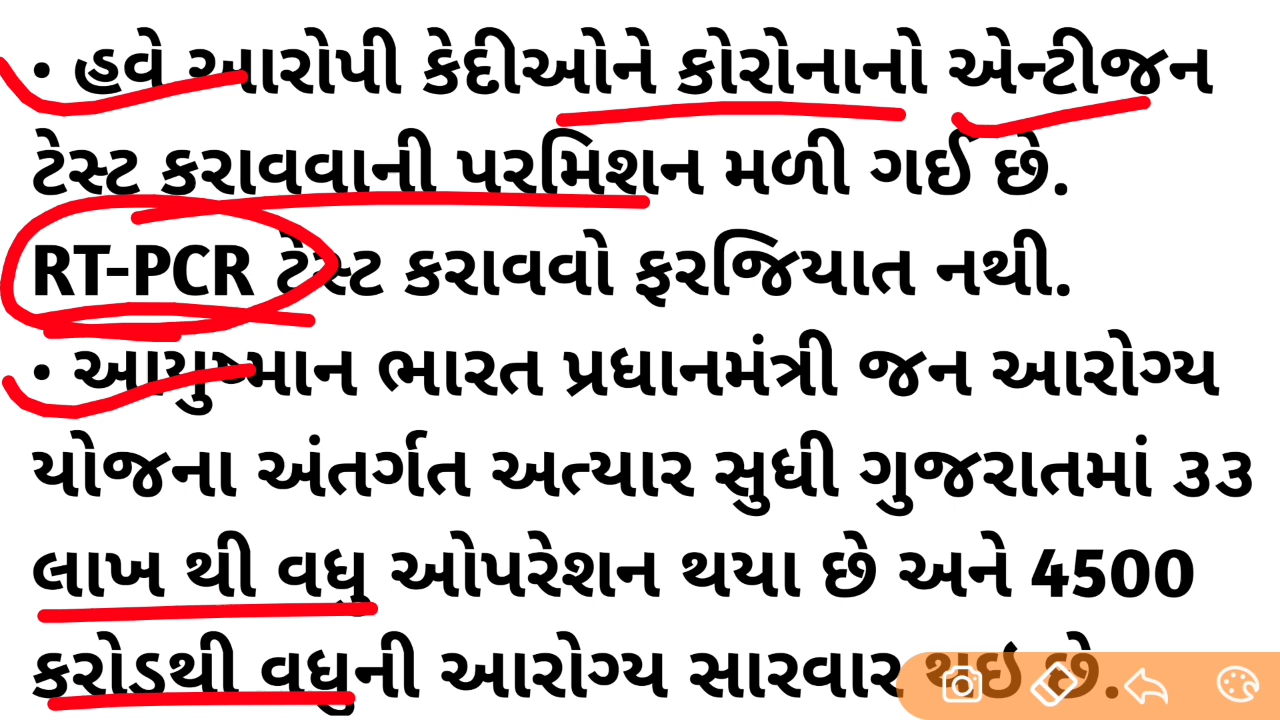 • હવે આરોપી કેદીઓને કોરોનાનો એન્ટીજન
ટેસ્ટ કરાવવાની પરમિશન મળી ગઈ છે.
RT-PCR ટેસ્ટ કરાવવો ફરજિયાત નથી.
• આયુષ્માન ભારત પ્રધાનમંત્રી જન આરોગ્ય
યોજના અંતર્ગત અત્યાર સુધી ગુજરાતમાં ૩૩
લાખ થી વધુ ઓપરેશન થયા છે અને 4500
કરોડથી વધુની આરોગ્ય સારવાર થઇ છે.